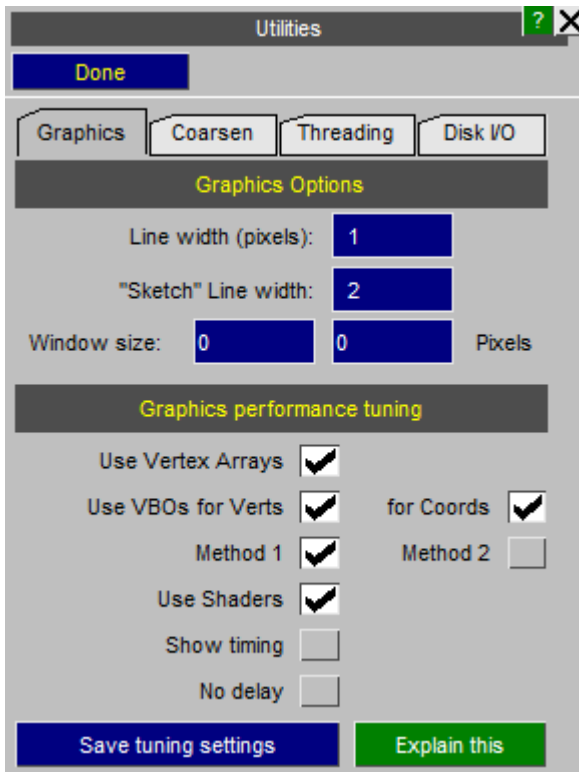 Utilities ?
Done
Graphics Coarsen Threading Disk I/O
Graphics Options
Line width (pixels): 1
"Sketch" Line width: 2
Window size: 0 0 Pixels
Graphics performance tuning
Use Vertex Arrays
Use VBOs for Verts for Coords
Method 1 Method 2
Use Shaders
Show timing
No delay
Save tuning settings Explain this